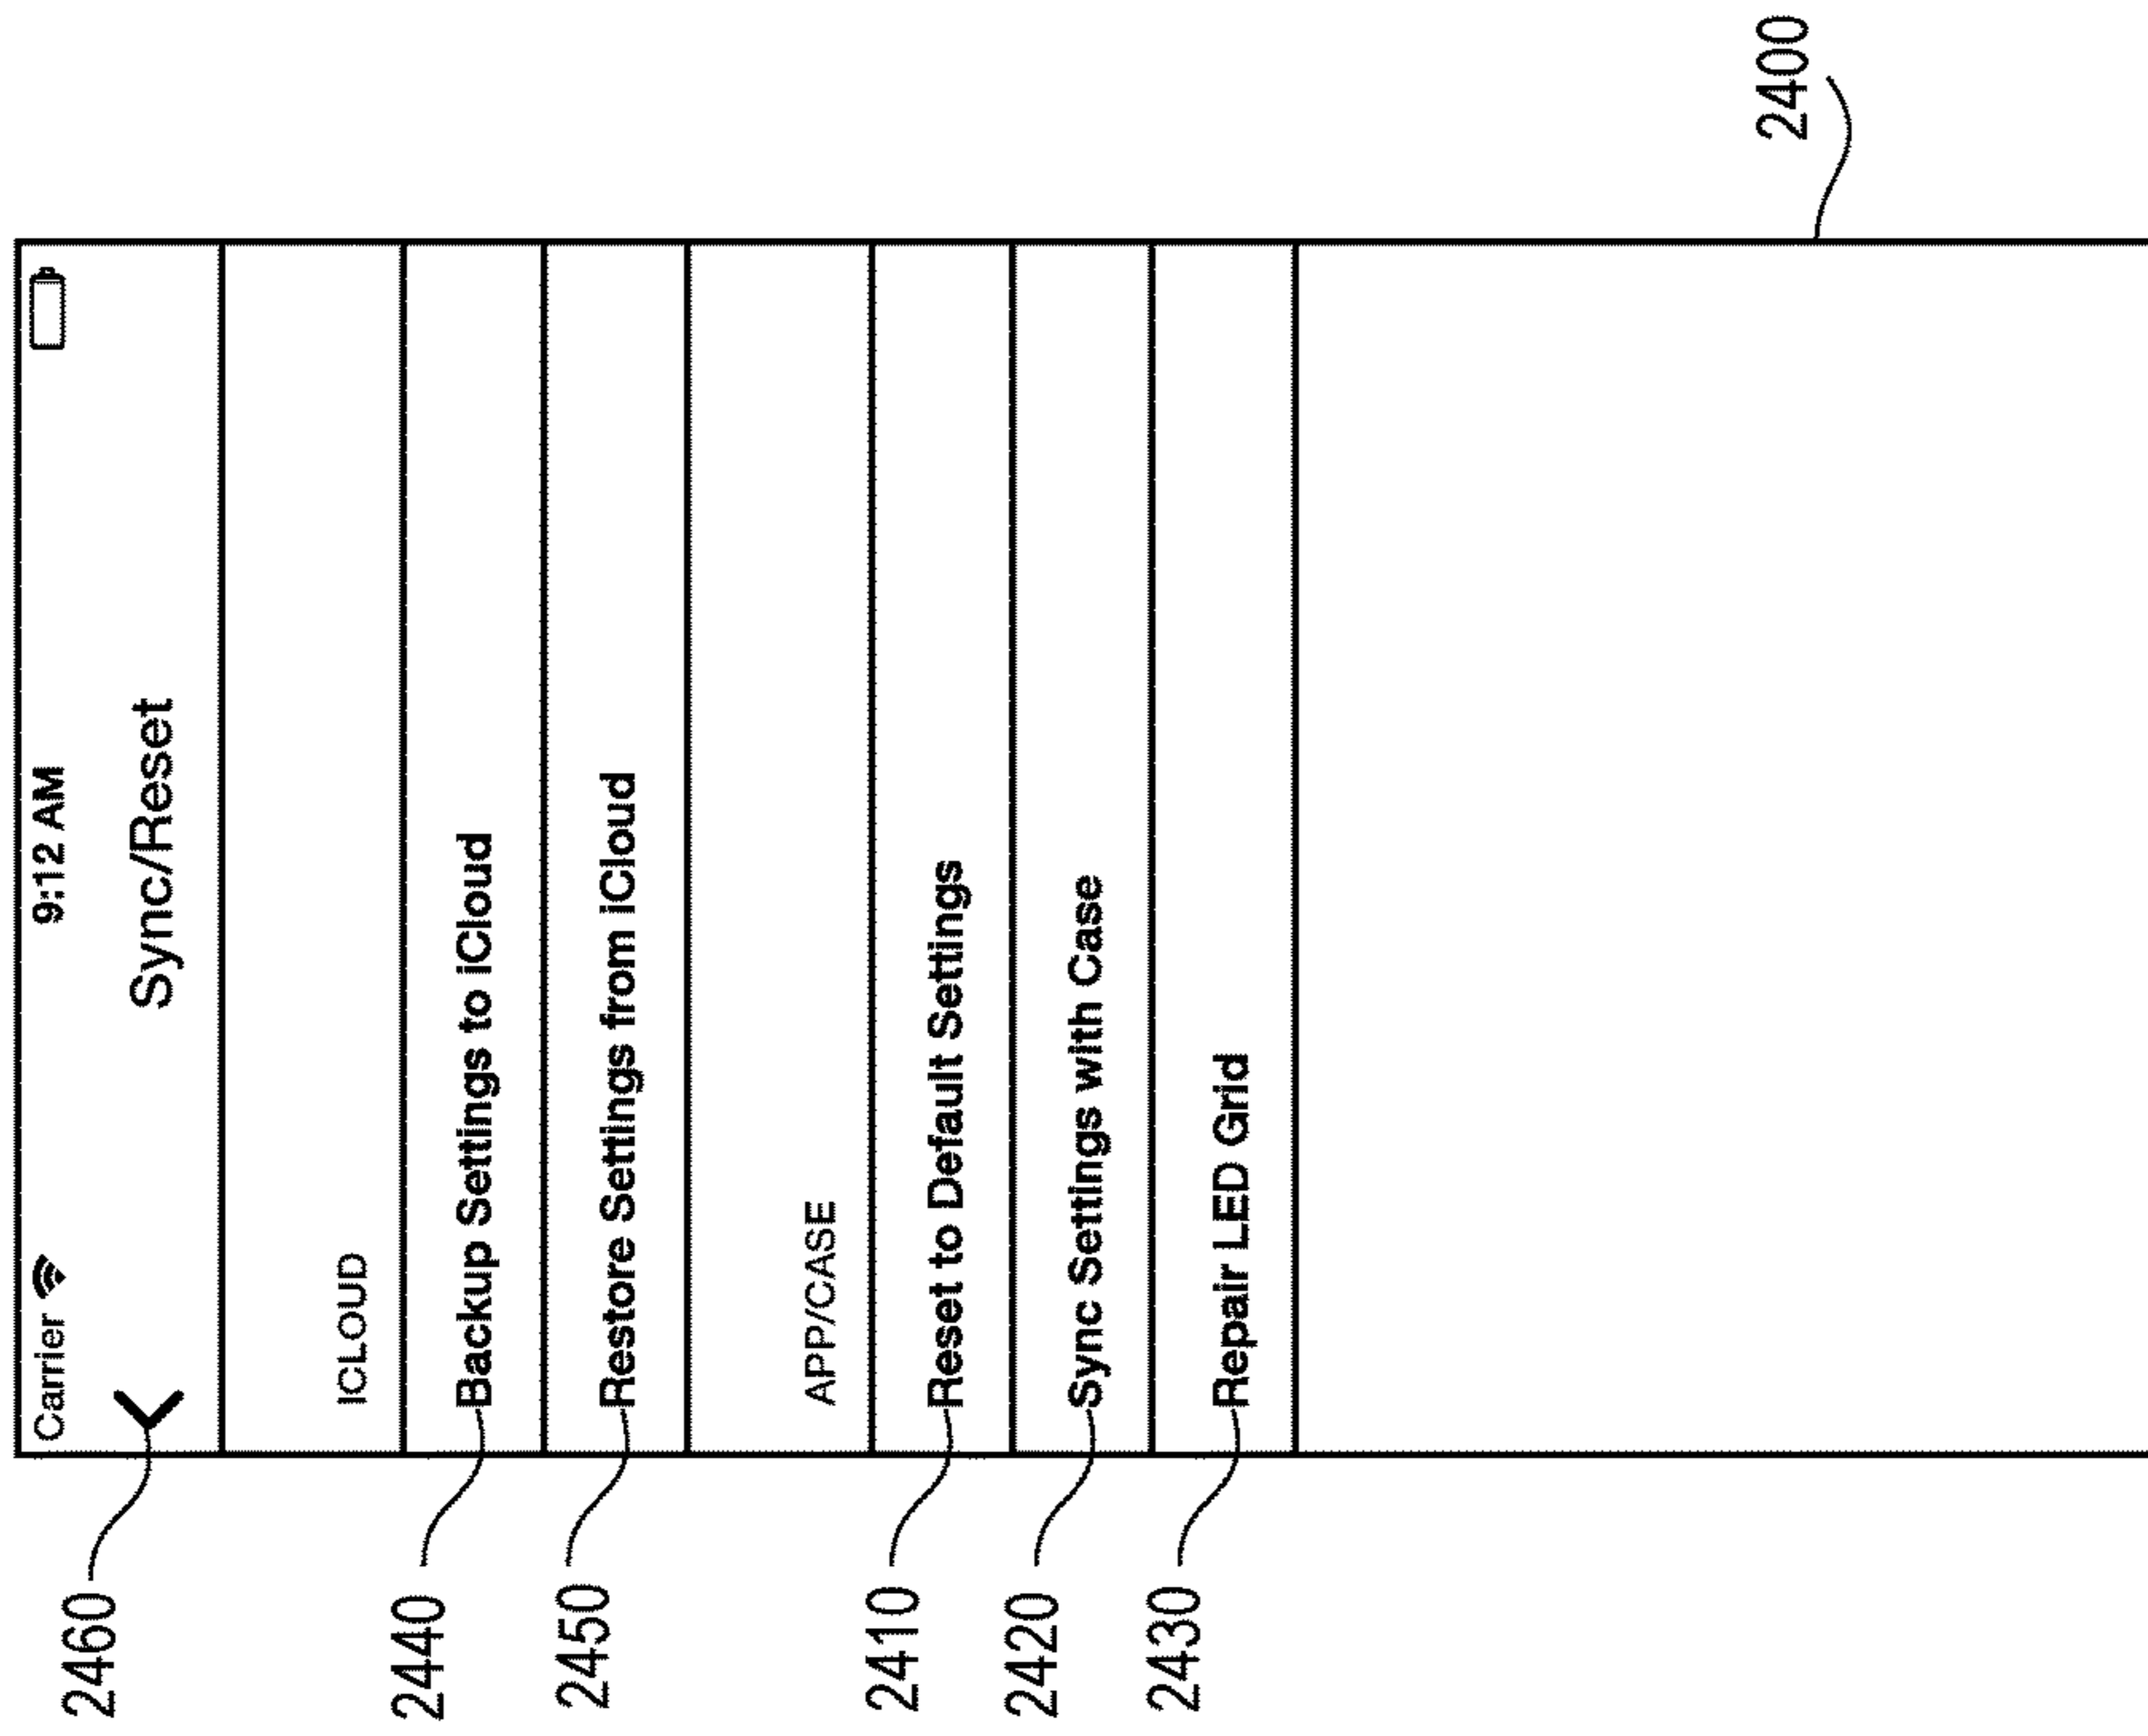 Carrier 9:12 AM
2460
Sync/Reset
ICLOUD
2440 Backup Settings to iCloud
2450 Restore Settings from iCloud
APP/CASE
2410 Reset to Default Settings
2420 Sync Settings with Case
2430 Repair LED Grid
2400